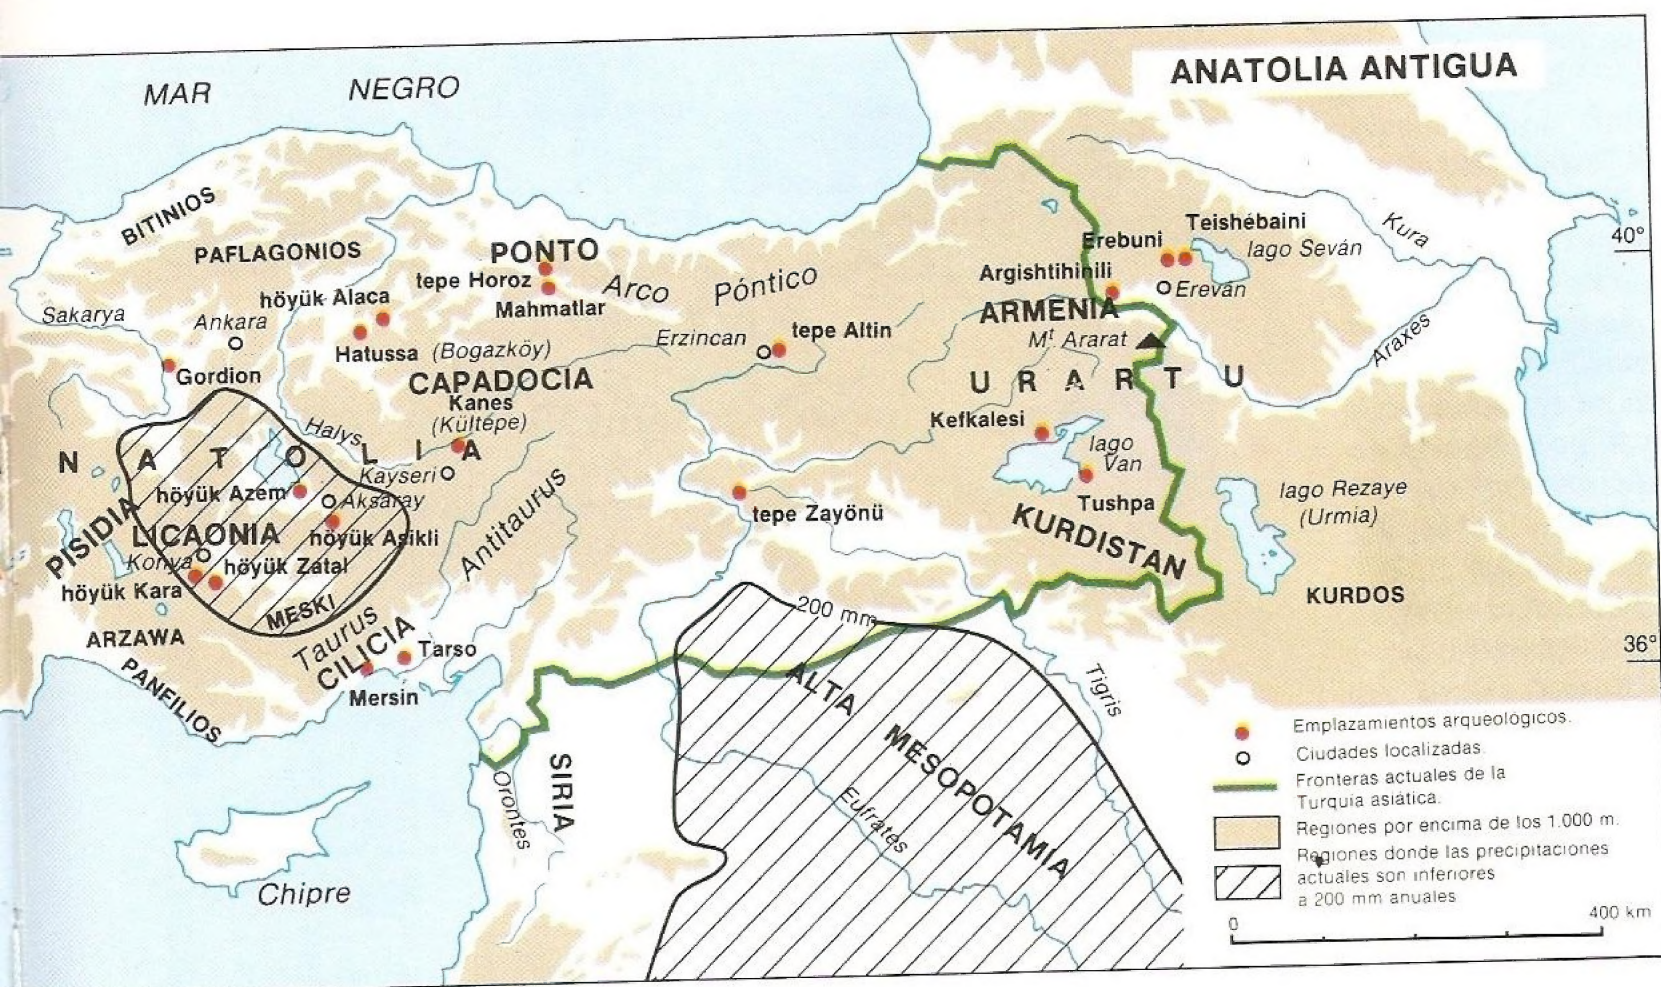 ANATOLIA ANTIGUA
MAR NEGRO
BITINIOS
PAFLAGONIOS
PONTO
tepe Horoz
Mahmatlar
Arco Póntico
höyük Alaca
Hatussa (Bogazköy)
Sakarya
Ankara
Gordion
CAPADOCIA
Kanes
(Kültépe)
Erzincan
tepe Altin
Teishébaini
Erebuni
lago Seván
Kura
40°
Argishtihinili
Ereván
ARMENIA
Mt Ararat
Araxes
URARTU
Kefkalesi
lago
Van
Tushpa
Halys
NATOLIA
Kayseri
höyük Azem
Aksaray
PISIDIA
LICAONIA
höyük Asikli
Konya
höyük Zatal
höyük Kara
MESKI
Antitaurus
tepe Zayönü
KURDISTAN
lago Rezaye
(Urmia)
KURDOS
ARZAWA
Taurus
CILICIA
Tarso
Mersin
PANFILIOS
200 mm
36°
ALTA MESOPOTAMIA
Tigris
Eufrates
SIRIA
Orontes
Chipre
Emplazamientos arqueológicos.
Ciudades localizadas.
Fronteras actuales de la
Turquia asiática.
Regiones por encima de los 1.000 m.
Regiones donde las precipitaciones
actuales son inferiores
a 200 mm anuales
0 400 km